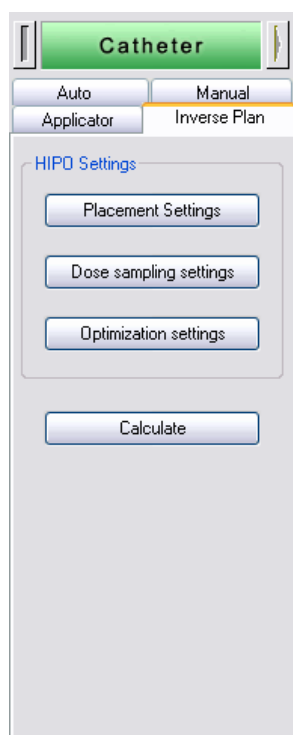 Catheter
Auto Manual
Applicator Inverse Plan
HIPO Settings
Placement Settings
Dose sampling settings
Optimization settings
Calculate